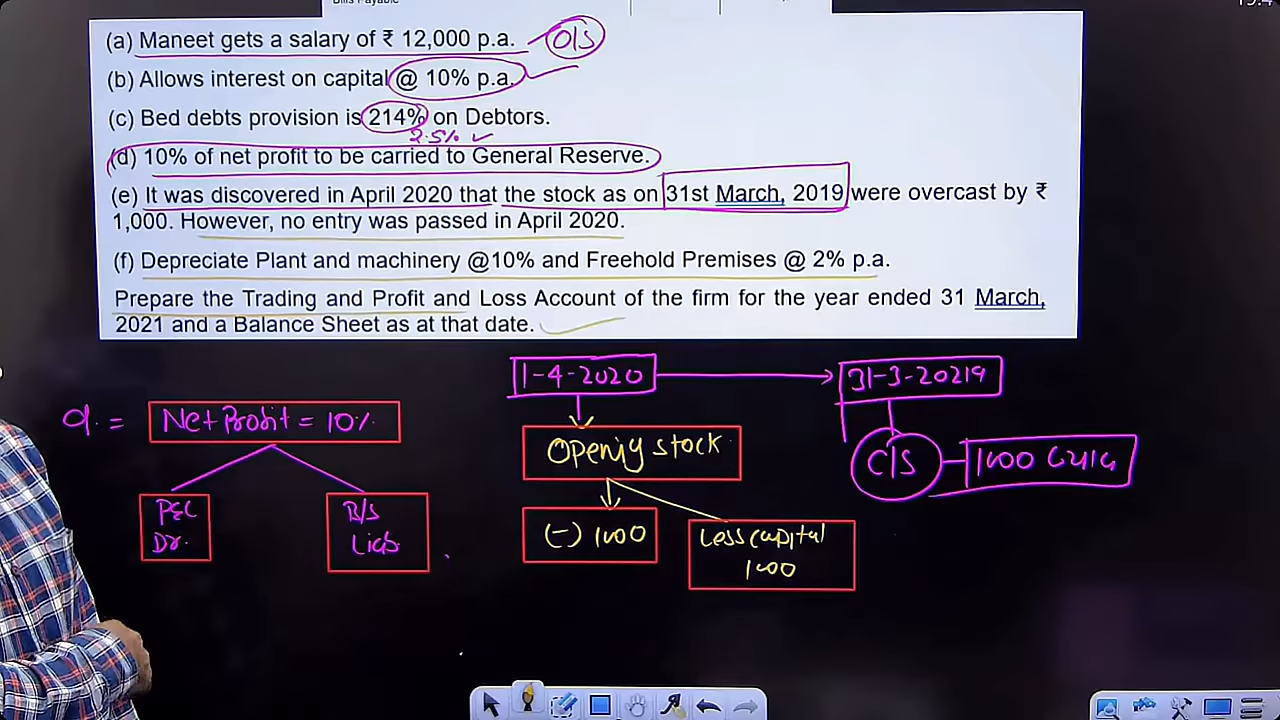 Bills Payable
(a) Maneet gets a salary of ₹ 12,000 p.a. O/S
(b) Allows interest on capital @ 10% p.a.
(c) Bed debts provision is 214% on Debtors.
2.5%
(d) 10% of net profit to be carried to General Reserve.
(e) It was discovered in April 2020 that the stock as on 31st March, 2019 were overcast by ₹
1,000. However, no entry was passed in April 2020.
(f) Depreciate Plant and machinery @10% and Freehold Premises @ 2% p.a.
Prepare the Trading and Profit and Loss Account of the firm for the year ended 31 March,
2021 and a Balance Sheet as at that date.
1-4-2020 31-3-20219
d. = Net Profit = 10%
Opening stock
C/S 1000
P&L
Dr.
B/S
Liab
(-) 1000
Less capital
1000